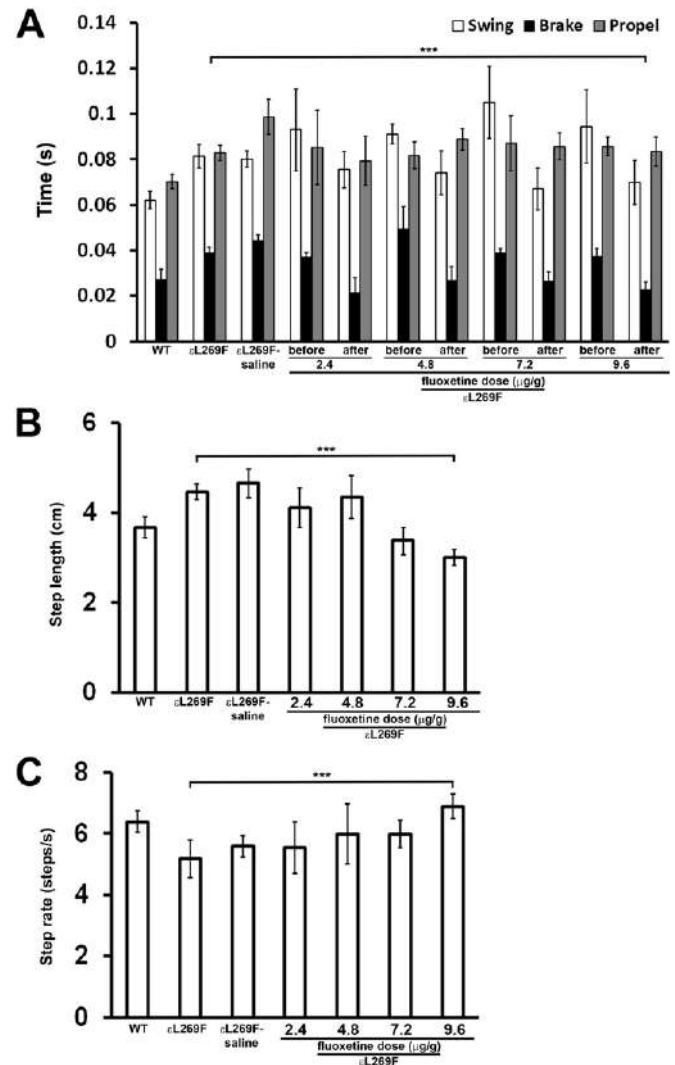 A
Swing Brake Propel
***
0.14
0.12
0.1
0.08
0.06
0.04
0.02
0
Time (s)
WT εL269F εL269F-saline before after before after before after before after
2.4 4.8 7.2 9.6
fluoxetine dose (μg/g)
εL269F
B
***
6
4
2
0
Step length (cm)
WT εL269F εL269F-saline 2.4 4.8 7.2 9.6
fluoxetine dose (μg/g)
εL269F
C
***
8
6
4
2
0
Step rate (steps/s)
WT εL269F εL269F-saline 2.4 4.8 7.2 9.6
fluoxetine dose (μg/g)
εL269F